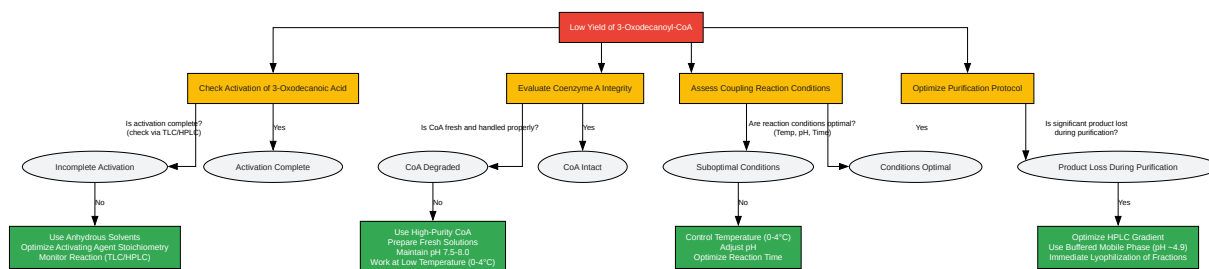 Low Yield of 3-Oxodecanoyl-CoA
Check Activation of 3-Oxodecanoic Acid
Evaluate Coenzyme A Integrity
Assess Coupling Reaction Conditions
Optimize Purification Protocol
Is activation complete?
(check via TLC/HPLC)
Yes
Is CoA fresh and handled properly?
Yes
Are reaction conditions optimal?
(Temp, pH, Time)
Yes
Is significant product lost
during purification?
Incomplete Activation
Activation Complete
CoA Degraded
CoA Intact
Suboptimal Conditions
Conditions Optimal
Product Loss During Purification
No
No
No
Yes
Use Anhydrous Solvents
Optimize Activating Agent Stoichiometry
Monitor Reaction (TLC/HPLC)
Use High-Purity CoA
Prepare Fresh Solutions
Maintain pH 7.5-8.0
Work at Low Temperature (0-4°C)
Control Temperature (0-4°C)
Adjust pH
Optimize Reaction Time
Optimize HPLC Gradient
Use Buffered Mobile Phase (pH ~4.9)
Immediate Lyophilization of Fractions